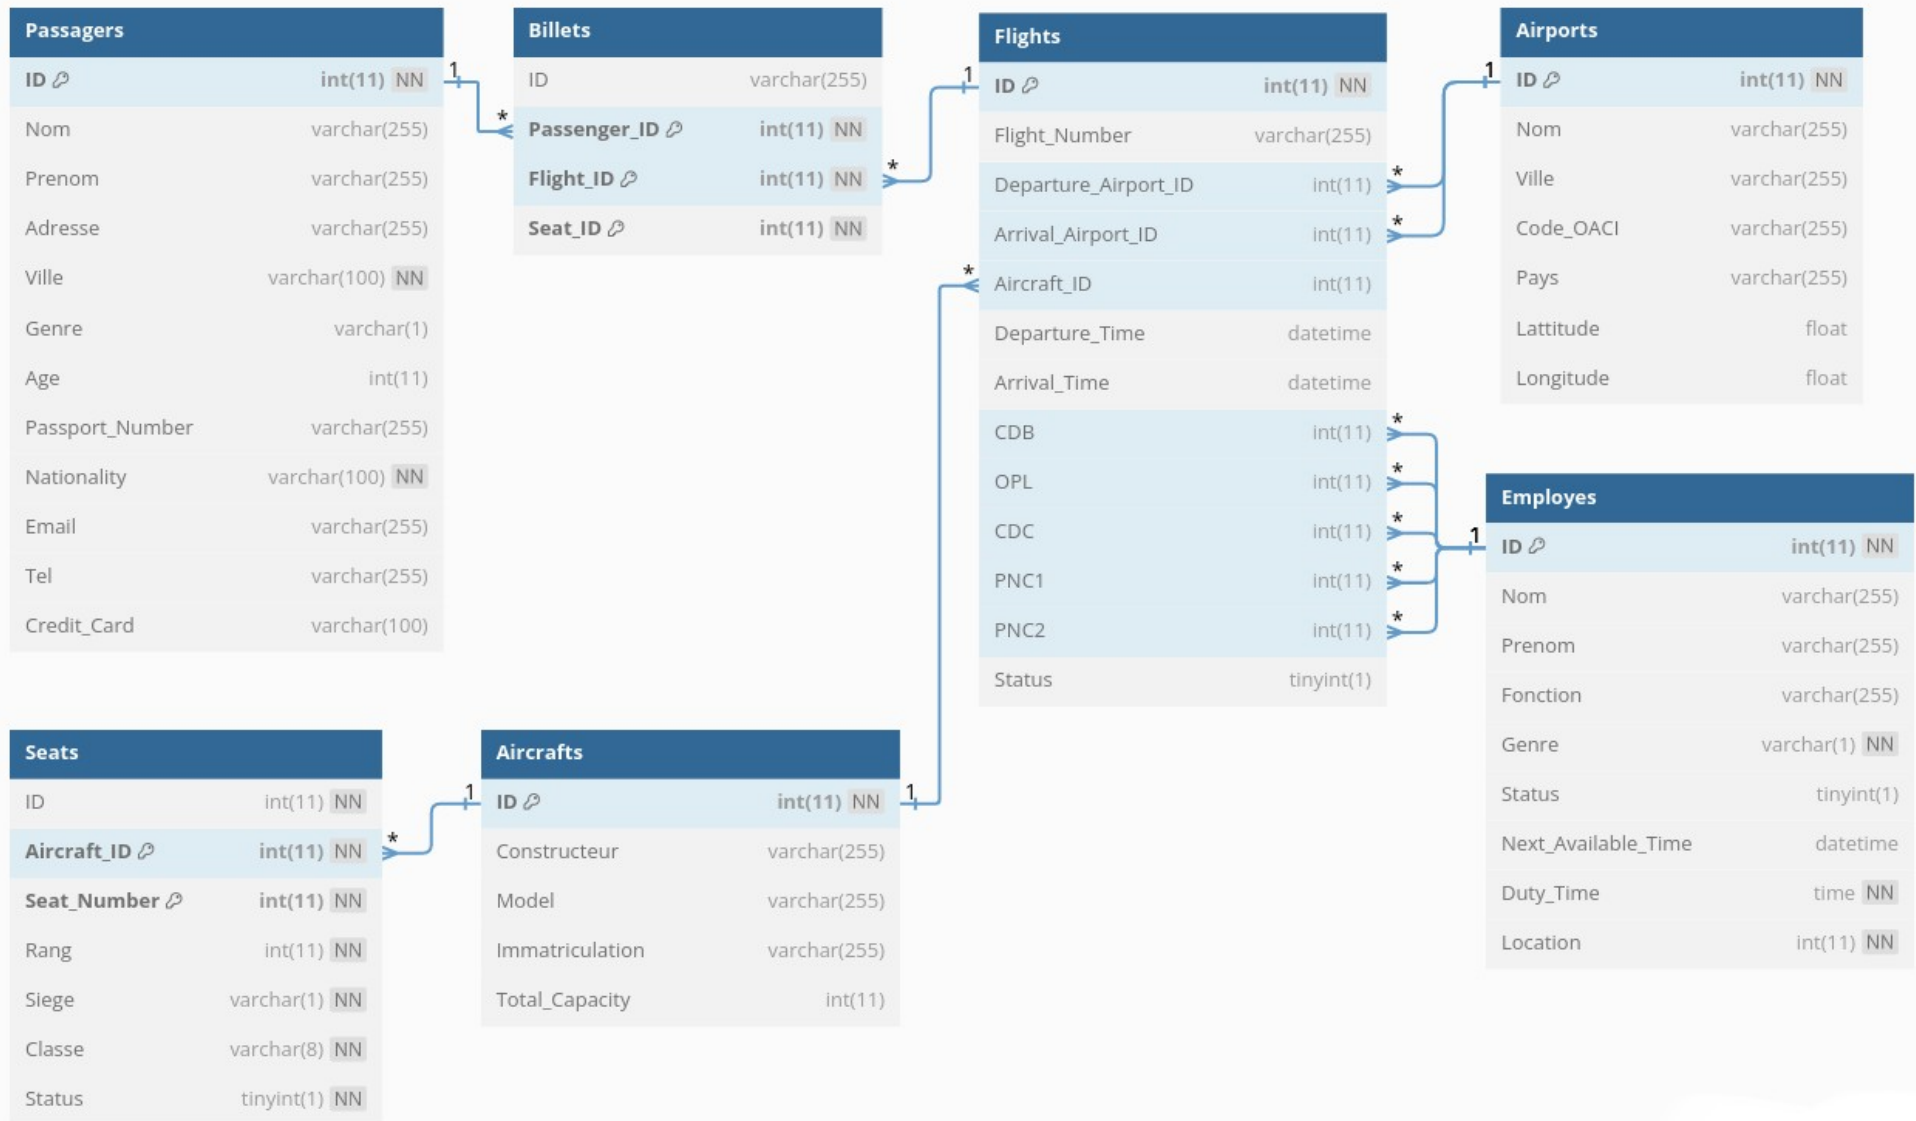 Passagers
ID int(11) NN
Nom varchar(255)
Prenom varchar(255)
Adresse varchar(255)
Ville varchar(100) NN
Genre varchar(1)
Age int(11)
Passport_Number varchar(255)
Nationality varchar(100) NN
Email varchar(255)
Tel varchar(255)
Credit_Card varchar(100)
1
*
Billets
ID varchar(255)
Passenger_ID int(11) NN
Flight_ID int(11) NN
Seat_ID int(11) NN
*
1
Flights
ID int(11) NN
Flight_Number varchar(255)
Departure_Airport_ID int(11) *
Arrival_Airport_ID int(11) *
* Aircraft_ID int(11)
Departure_Time datetime
Arrival_Time datetime
CDB int(11) *
OPL int(11) *
CDC int(11) *
PNC1 int(11) *
PNC2 int(11) *
Status tinyint(1)
1
Airports
ID int(11) NN
Nom varchar(255)
Ville varchar(255)
Code_OACI varchar(255)
Pays varchar(255)
Lattitude float
Longitude float
1
Employes
ID int(11) NN
Nom varchar(255)
Prenom varchar(255)
Fonction varchar(255)
Genre varchar(1) NN
Status tinyint(1)
Next_Available_Time datetime
Duty_Time time NN
Location int(11) NN
Seats
ID int(11) NN
Aircraft_ID int(11) NN *
Seat_Number int(11) NN
Rang int(11) NN
Siege varchar(1) NN
Classe varchar(8) NN
Status tinyint(1) NN
Aircrafts
1 ID int(11) NN 1
Constructeur varchar(255)
Model varchar(255)
Immatriculation varchar(255)
Total_Capacity int(11)